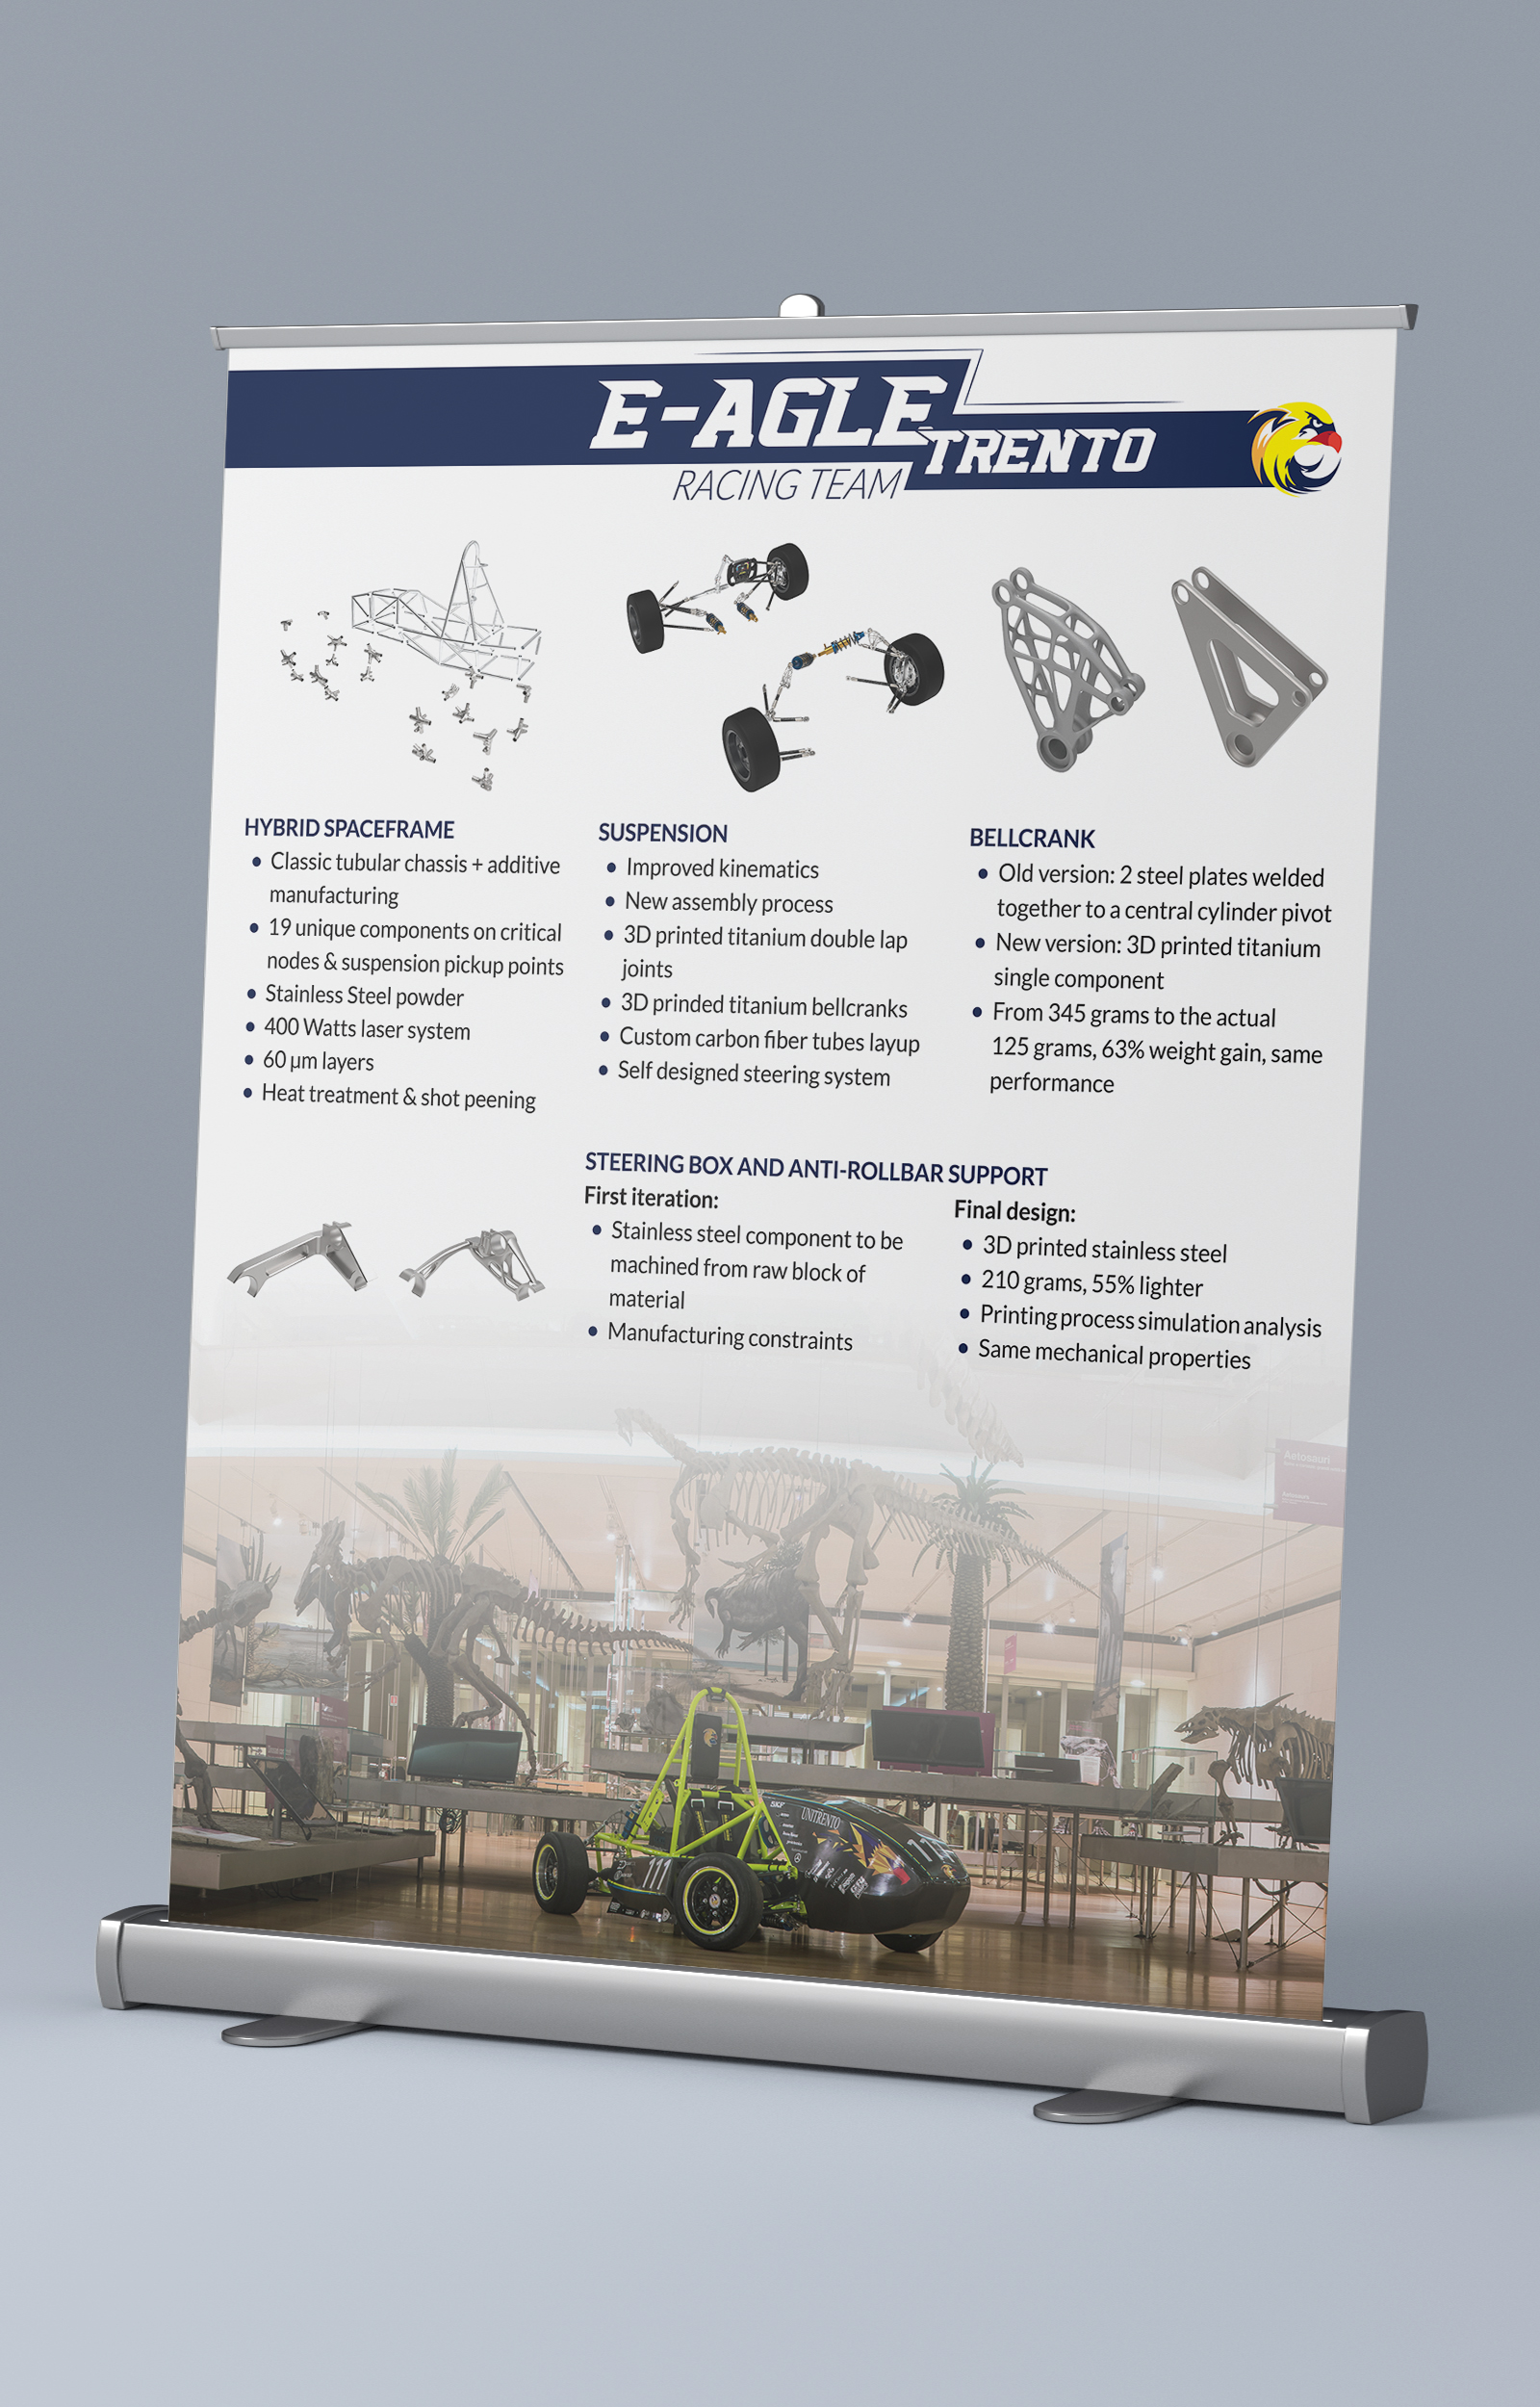 E-AGLE
TRENTO
RACING TEAM
HYBRID SPACEFRAME
Classic tubular chassis + additive
manufacturing
19 unique components on critical
nodes & suspension pickup points
Stainless Steel powder
400 Watts laser system
60 µm layers
Heat treatment & shot peening
SUSPENSION
Improved kinematics
New assembly process
3D printed titanium double lap
joints
3D prinded titanium bellcranks
Custom carbon fiber tubes layup
Self designed steering system
BELLCRANK
Old version: 2 steel plates welded
together to a central cylinder pivot
New version: 3D printed titanium
single component
From 345 grams to the actual
125 grams, 63% weight gain, same
performance
STEERING BOX AND ANTI-ROLLBAR SUPPORT
First iteration:
Stainless steel component to be
machined from raw block of
material
Manufacturing constraints
Final design:
3D printed stainless steel
210 grams, 55% lighter
Printing process simulation analysis
Same mechanical properties
Aetosauri
SKF
UNITRENTO
111